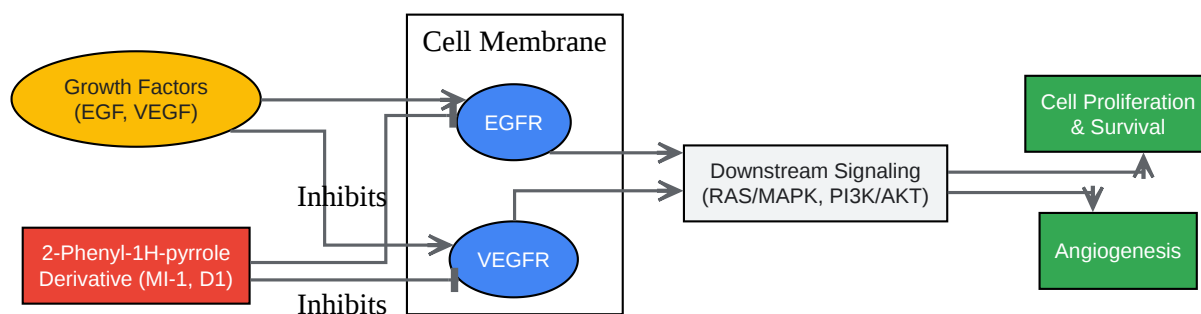 Cell Membrane
Growth Factors
(EGF, VEGF)
EGFR
Cell Proliferation
& Survival
Downstream Signaling
(RAS/MAPK, PI3K/AKT)
Inhibits
2-Phenyl-1H-pyrrole
Derivative (MI-1, D1)
VEGFR
Angiogenesis
Inhibits